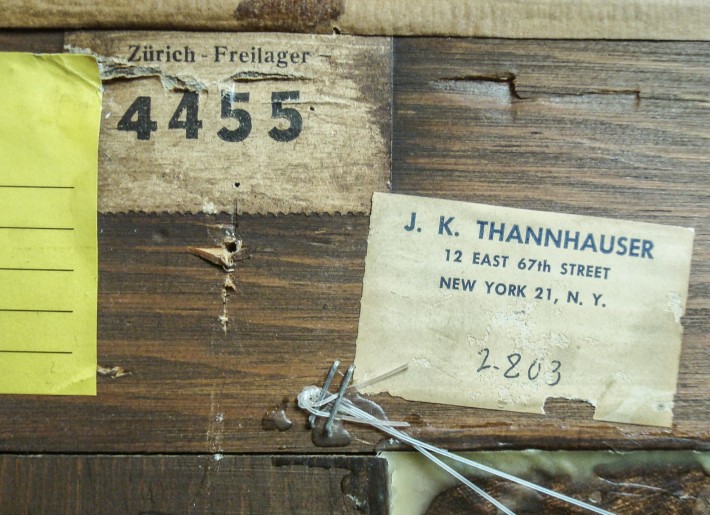 Zürich - Freilager -
4455
J. K. THANNHAUSER
12 EAST 67th STREET
NEW YORK 21, N. Y.
2-803